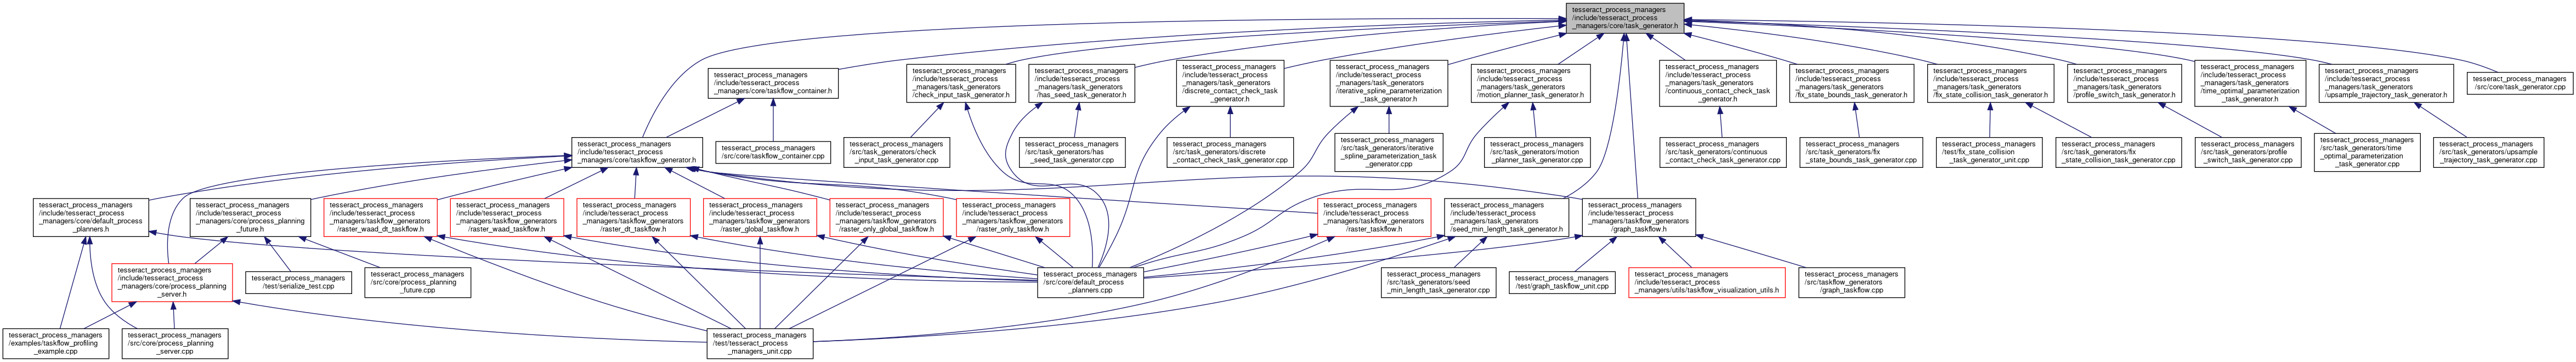 tesseract_process_managers
/include/tesseract_process
_managers/core/task_generator.h
tesseract_process_managers
/include/tesseract_process
_managers/core/taskflow_container.h
tesseract_process_managers
/include/tesseract_process
_managers/task_generators
/check_input_task_generator.h
tesseract_process_managers
/include/tesseract_process
_managers/task_generators
/has_seed_task_generator.h
tesseract_process_managers
/include/tesseract_process
_managers/task_generators
/discrete_contact_check_task
_generator.h
tesseract_process_managers
/include/tesseract_process
_managers/task_generators
/iterative_spline_parameterization
_task_generator.h
tesseract_process_managers
/include/tesseract_process
_managers/task_generators
/motion_planner_task_generator.h
tesseract_process_managers
/include/tesseract_process
_managers/task_generators
/continuous_contact_check_task
_generator.h
tesseract_process_managers
/include/tesseract_process
_managers/task_generators
/fix_state_bounds_task_generator.h
tesseract_process_managers
/include/tesseract_process
_managers/task_generators
/fix_state_collision_task_generator.h
tesseract_process_managers
/include/tesseract_process
_managers/task_generators
/profile_switch_task_generator.h
tesseract_process_managers
/include/tesseract_process
_managers/task_generators
/time_optimal_parameterization
_task_generator.h
tesseract_process_managers
/include/tesseract_process
_managers/task_generators
/upsample_trajectory_task_generator.h
tesseract_process_managers
/src/core/task_generator.cpp
tesseract_process_managers
/include/tesseract_process
_managers/core/taskflow_generator.h
tesseract_process_managers
/src/core/taskflow_container.cpp
tesseract_process_managers
/src/task_generators/check
_input_task_generator.cpp
tesseract_process_managers
/src/task_generators/has
_seed_task_generator.cpp
tesseract_process_managers
/src/task_generators/discrete
_contact_check_task_generator.cpp
tesseract_process_managers
/src/task_generators/iterative
_spline_parameterization_task
_generator.cpp
tesseract_process_managers
/src/task_generators/motion
_planner_task_generator.cpp
tesseract_process_managers
/src/task_generators/continuous
_contact_check_task_generator.cpp
tesseract_process_managers
/src/task_generators/fix
_state_bounds_task_generator.cpp
tesseract_process_managers
/test/fix_state_collision
_task_generator_unit.cpp
tesseract_process_managers
/src/task_generators/fix
_state_collision_task_generator.cpp
tesseract_process_managers
/src/task_generators/profile
_switch_task_generator.cpp
tesseract_process_managers
/src/task_generators/time
_optimal_parameterization
_task_generator.cpp
tesseract_process_managers
/src/task_generators/upsample
_trajectory_task_generator.cpp
tesseract_process_managers
/include/tesseract_process
_managers/core/default_process
_planners.h
tesseract_process_managers
/include/tesseract_process
_managers/core/process_planning
_future.h
tesseract_process_managers
/include/tesseract_process
_managers/taskflow_generators
/raster_waad_dt_taskflow.h
tesseract_process_managers
/include/tesseract_process
_managers/taskflow_generators
/raster_waad_taskflow.h
tesseract_process_managers
/include/tesseract_process
_managers/taskflow_generators
/raster_dt_taskflow.h
tesseract_process_managers
/include/tesseract_process
_managers/taskflow_generators
/raster_global_taskflow.h
tesseract_process_managers
/include/tesseract_process
_managers/taskflow_generators
/raster_only_global_taskflow.h
tesseract_process_managers
/include/tesseract_process
_managers/taskflow_generators
/raster_only_taskflow.h
tesseract_process_managers
/include/tesseract_process
_managers/taskflow_generators
/raster_taskflow.h
tesseract_process_managers
/include/tesseract_process
_managers/task_generators
/seed_min_length_task_generator.h
tesseract_process_managers
/include/tesseract_process
_managers/taskflow_generators
/graph_taskflow.h
tesseract_process_managers
/include/tesseract_process
_managers/core/process_planning
_server.h
tesseract_process_managers
/test/serialize_test.cpp
tesseract_process_managers
/src/core/process_planning
_future.cpp
tesseract_process_managers
/src/core/default_process
_planners.cpp
tesseract_process_managers
/src/task_generators/seed
_min_length_task_generator.cpp
tesseract_process_managers
/test/graph_taskflow_unit.cpp
tesseract_process_managers
/include/tesseract_process
_managers/utils/taskflow_visualization_utils.h
tesseract_process_managers
/src/taskflow_generators
/graph_taskflow.cpp
tesseract_process_managers
/examples/taskflow_profiling
_example.cpp
tesseract_process_managers
/src/core/process_planning
_server.cpp
tesseract_process_managers
/test/tesseract_process
_managers_unit.cpp